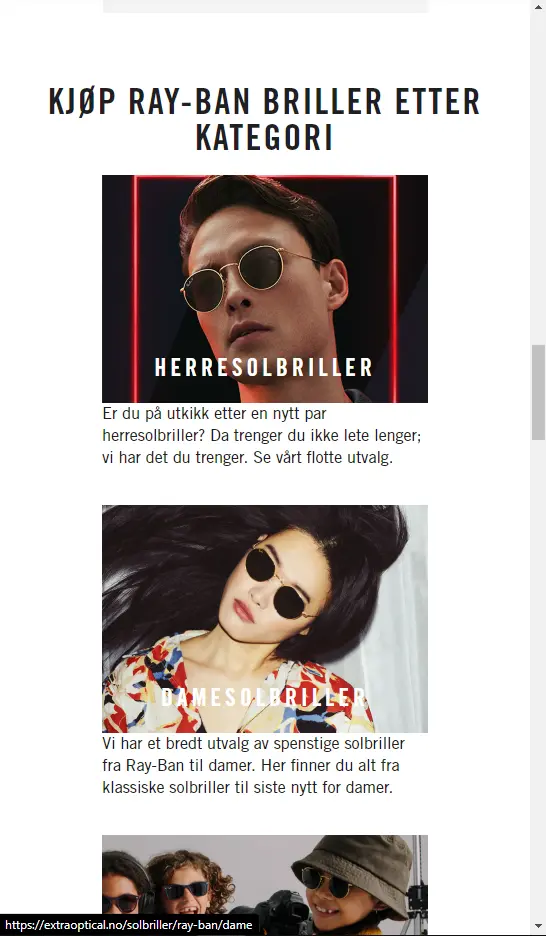 KJØP RAY-BAN BRILLER ETTER
KATEGORI
HERRESOLBRILLER
Er du på utkikk etter en nytt par
herresolbriller? Da trenger du ikke lete lenger;
vi har det du trenger. Se vårt flotte utvalg.
DAMESOLBRILLER
Vi har et bredt utvalg av spenstige solbriller
fra Ray-Ban til damer. Her finner du alt fra
klassiske solbriller til siste nytt for damer.
https://extraoptical.no/solbriller/ray-ban/dame